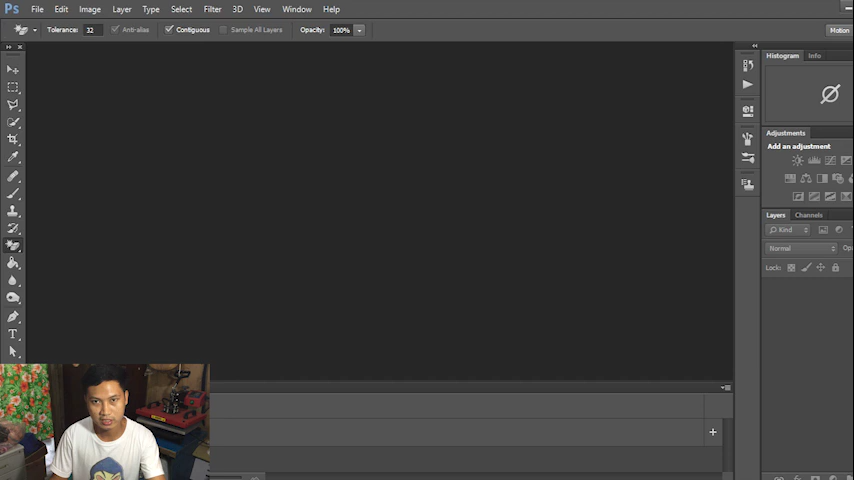 Ps File Edit Image Layer Type Select Filter 3D View Window Help
Tolerance: 32 Anti-alias Contiguous Sample All Layers Opacity: 100% Motion
Histogram Info
Adjustments
Add an adjustment
Layers Channels
Kind
Normal Opa
Lock:
T